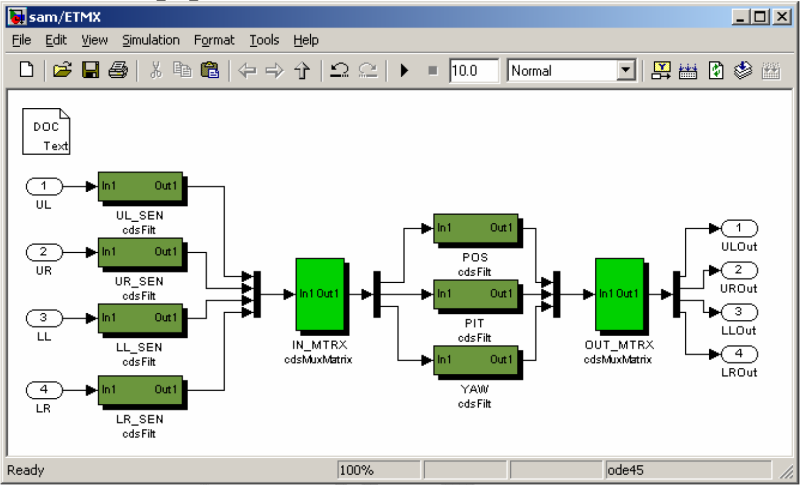 sam/ETMX
File Edit View Simulation Format Tools Help
10.0 Normal
DOC
Text
1
UL
In1 Out1
UL_SEN
cdsFilt
2
UR
In1 Out1
UR_SEN
cdsFilt
3
LL
In1 Out1
LL_SEN
cdsFilt
4
LR
In1 Out1
LR_SEN
cdsFilt
In1 Out1
IN_MTRX
cdsMuxMatrix
In1 Out1
POS
cdsFilt
In1 Out1
PIT
cdsFilt
In1 Out1
YAW
cdsFilt
In1 Out1
OUT_MTRX
cdsMuxMatrix
1
ULOut
2
UROut
3
LLOut
4
LROut
Ready 100% ode45